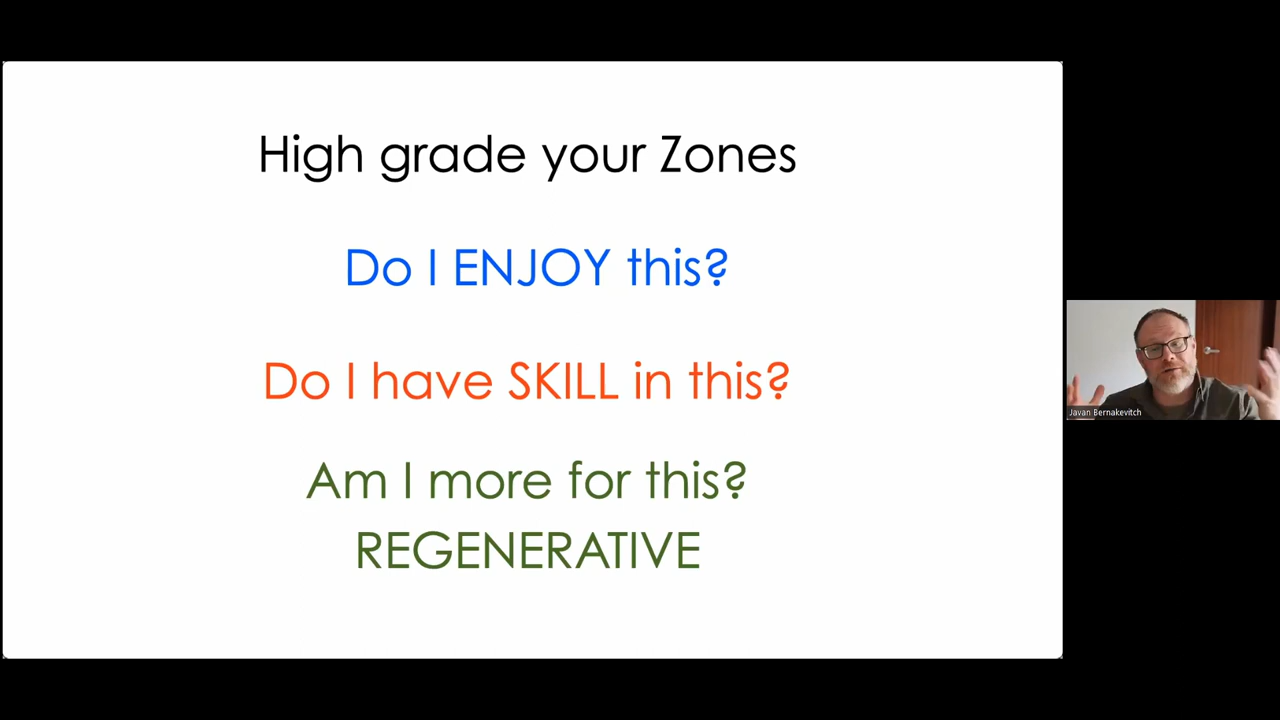 High grade your Zones
Do I ENJOY this?
Do I have SKILL in this?
Am I more for this?
REGENERATIVE
Javan Bernakevitch